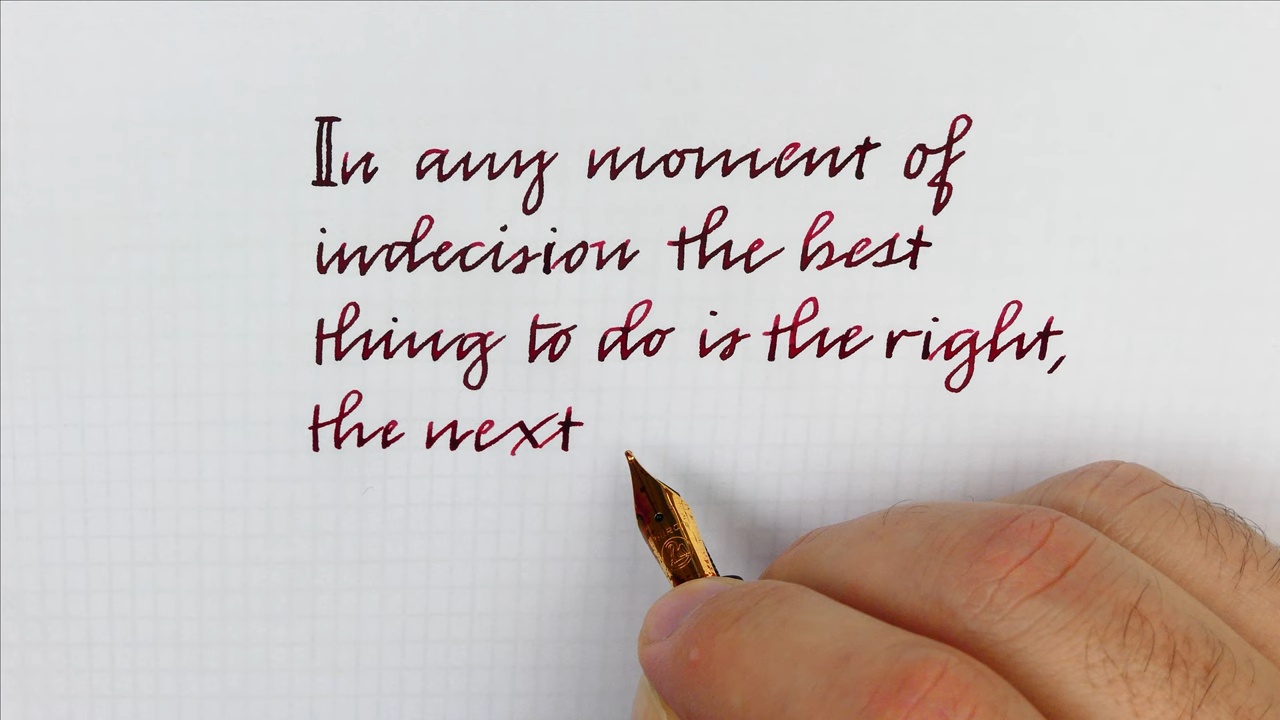 In any moment of
indecision the best
thing to do is the right,
the next